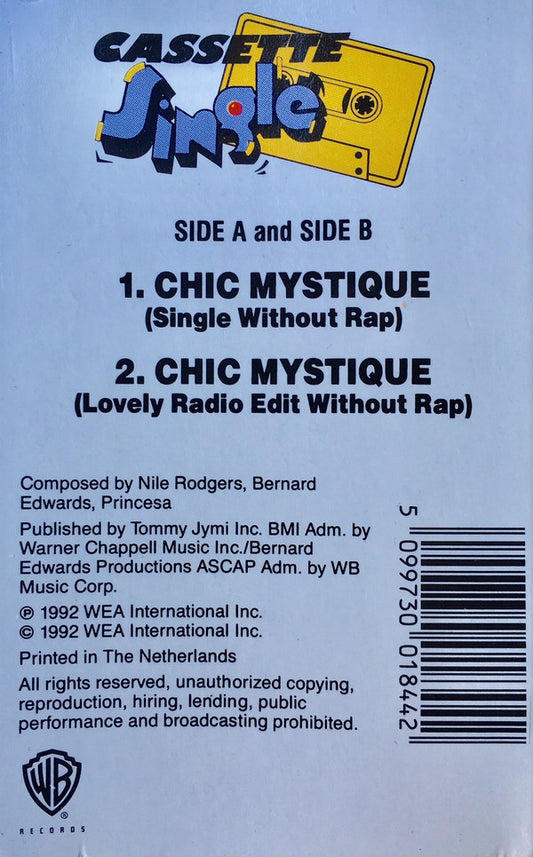 CASSETTE
Single
SIDE A and SIDE B
1. CHIC MYSTIQUE
(Single Without Rap)
2. CHIC MYSTIQUE
(Lovely Radio Edit Without Rap)
Composed by Nile Rodgers, Bernard
Edwards, Princesa
Published by Tommy Jymi Inc. BMI Adm. by
Warner Chappell Music Inc./Bernard
Edwards Productions ASCAP Adm. by WB
Music Corp.
℗ 1992 WEA International Inc.
© 1992 WEA International Inc.
Printed in The Netherlands
All rights reserved, unauthorized copying,
reproduction, hiring, lending, public
performance and broadcasting prohibited.
5 099730 018442
WB
®
RECORDS